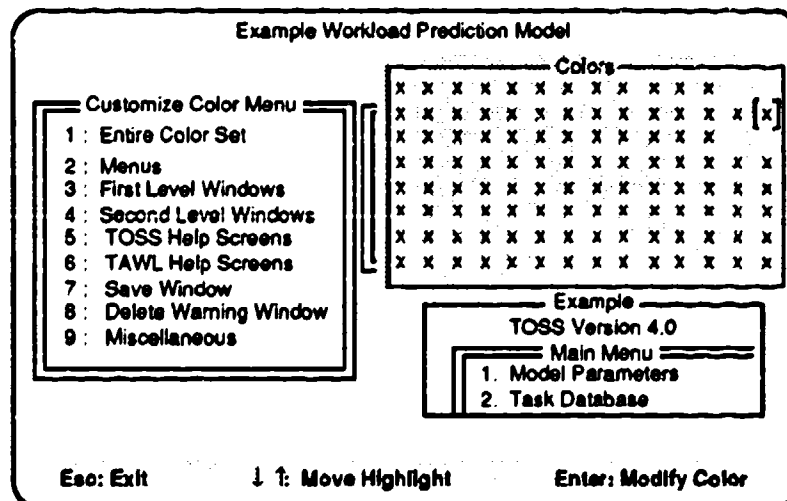 Example Workload Prediction Model
Colors
x x x x x x x x x x x x
x x x x x x x x x x x x x [x]
x x x x x x x x x x x x
x x x x x x x x x x x x x x
x x x x x x x x x x x x x x
x x x x x x x x x x x x x x
x x x x x x x x x x x x x x
x x x x x x x x x x x x x x
Customize Color Menu
1 : Entire Color Set
2 : Menus
3 : First Level Windows
4 : Second Level Windows
5 : TOSS Help Screens
6 : TAWL Help Screens
7 : Save Window
8 : Delete Warning Window
9 : Miscellaneous
Example
TOSS Version 4.0
Main Menu
1. Model Parameters
2. Task Database
Esc: Exit ↓ ↑: Move Highlight Enter: Modify Color